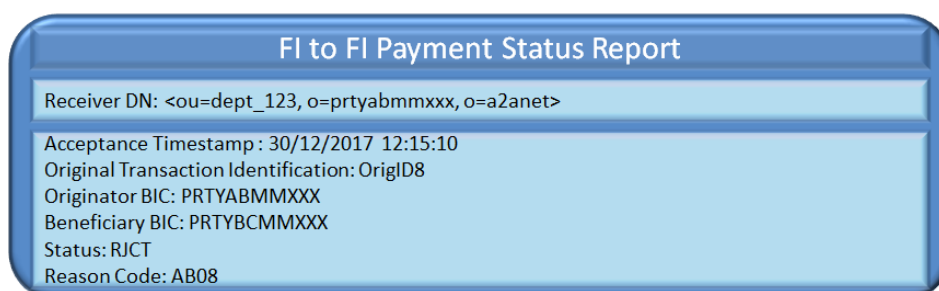 FI to FI Payment Status Report
Receiver DN: <ou=dept_123, o=prtyabmmxxx, o=a2anet>
Acceptance Timestamp : 30/12/2017 12:15:10
Original Transaction Identification: OrigID8
Originator BIC: PRTYABMMXXX
Beneficiary BIC: PRTYBCMMXXX
Status: RJCT
Reason Code: AB08